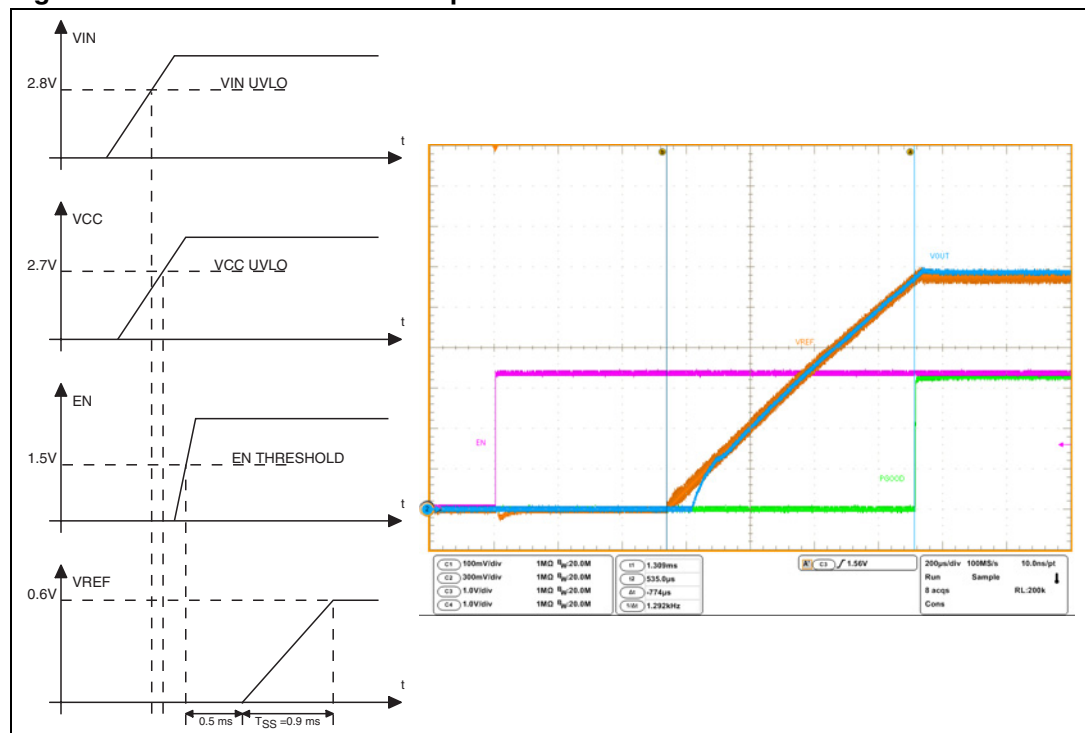 VIN
2.8V
VIN UVLO
t
VCC
2.7V
VCC UVLO
t
EN
1.5V
EN THRESHOLD
t
VREF
0.6V
t
0.5 ms
TSS =0.9 ms
VOUT
VREF
EN
PGOOD
C1 100mV/div 1MΩ BW:20.0M
C2 300mV/div 1MΩ BW:20.0M
C3 1.0V/div 1MΩ BW:20.0M
C4 1.0V/div 1MΩ BW:20.0M
t1 1.309ms
t2 535.0µs
Δt -774µs
1/Δt 1.292kHz
A' C3 1.56V
200µs/div 100MS/s 10.0ns/pt
Run Sample
8 acqs RL:200k
Cons